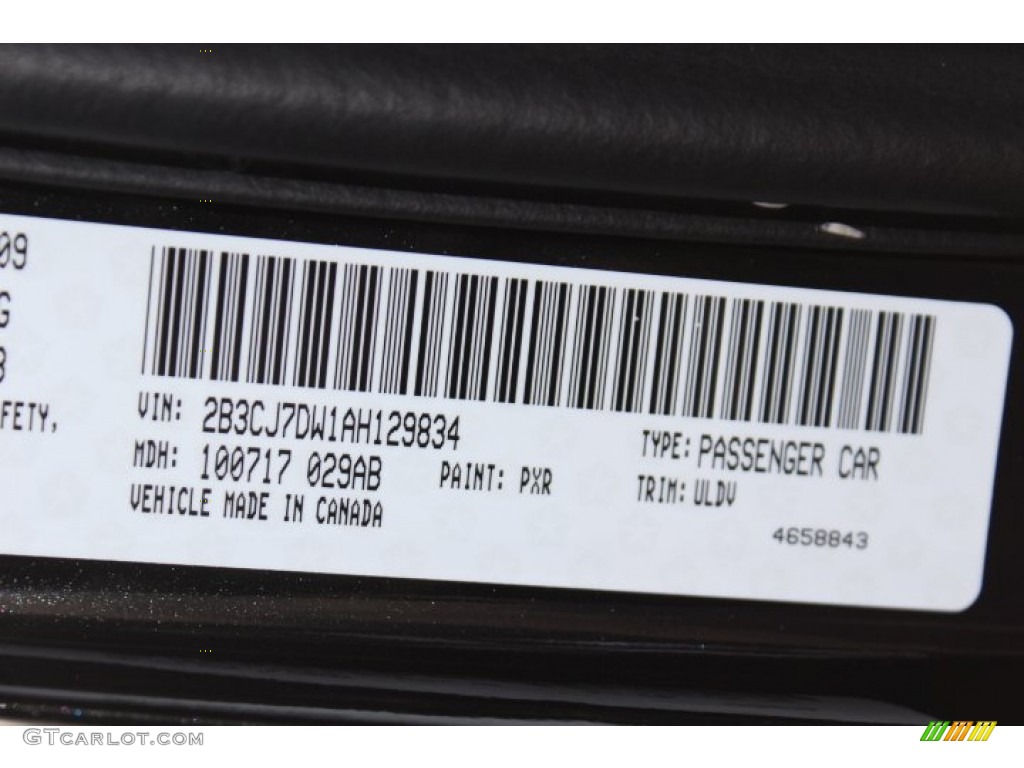 09
G
FETY,
VIN: 2B3CJ7DW1AH129834
TYPE: PASSENGER CAR
MDH: 100717 029AB
PAINT: PXR
TRIM: ULDV
VEHICLE MADE IN CANADA
4658843
GTCARLOT.COM